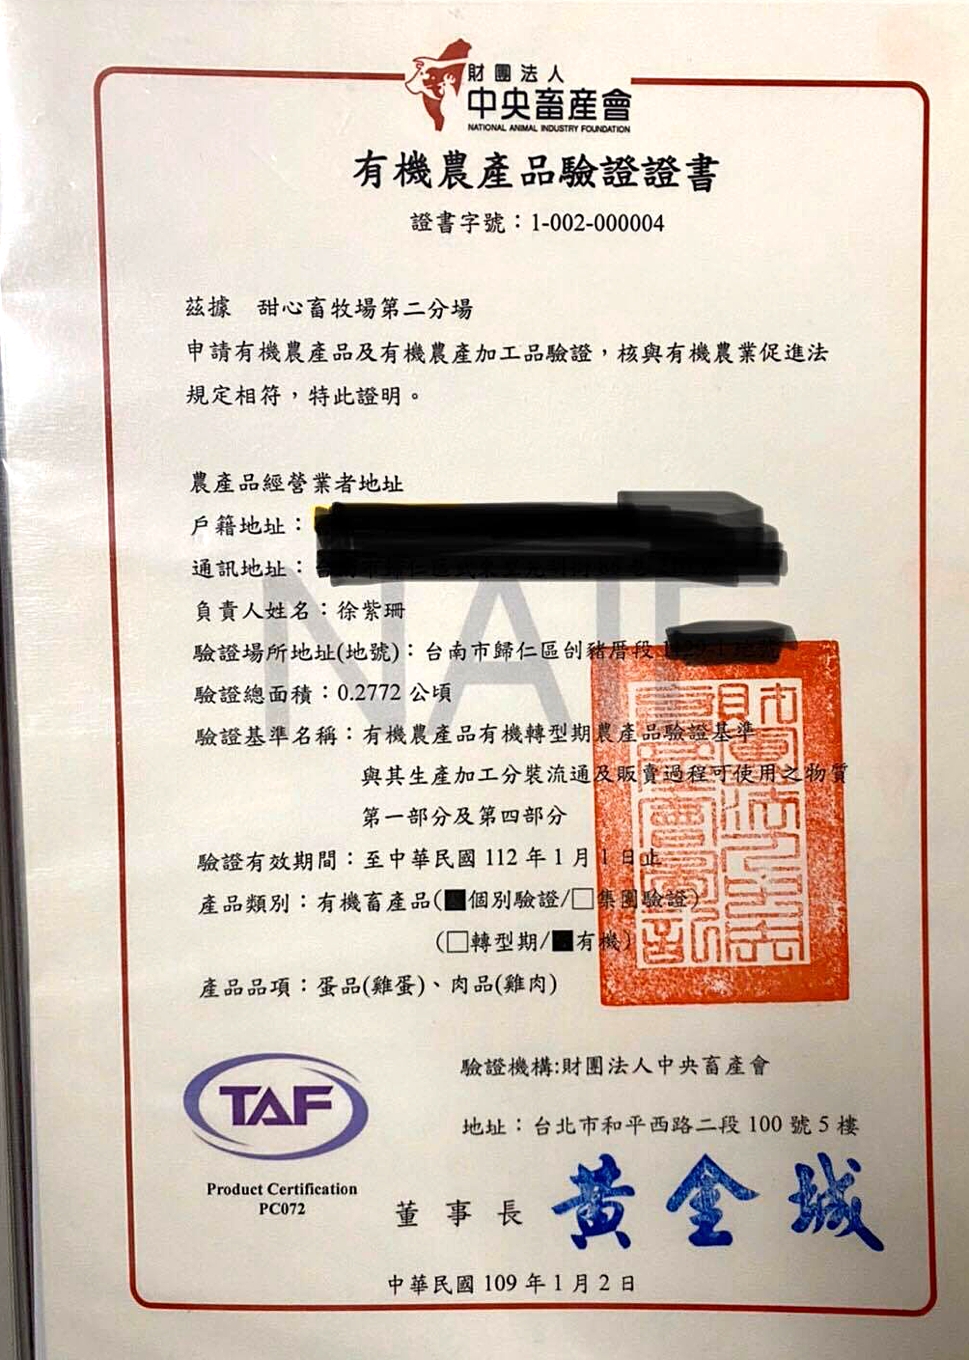 財團法人
中央畜産會
NATIONAL ANIMAL INDUSTRY FOUNDATION
有機農產品驗證證書
證書字號：1-002-000004
茲據　甜心畜牧場第二分場
申請有機農產品及有機農產加工品驗證，核與有機農業促進法
規定相符，特此證明。
農產品經營業者地址
戶籍地址：
通訊地址：
負責人姓名：徐紫珊
驗證場所地址(地號)：台南市歸仁區刣豬厝段
驗證總面積：0.2772 公頃
驗證基準名稱：有機農產品有機轉型期農產品驗證基準
與其生產加工分裝流通及販賣過程可使用之物質
第一部分及第四部分
驗證有效期間：至中華民國 112 年 1 月 1 日止
產品類別：有機畜產品(■個別驗證/□集團驗證)
(□轉型期/■有機)
產品品項：蛋品(雞蛋)、肉品(雞肉)
驗證機構:財團法人中央畜產會
地址：台北市和平西路二段 100 號 5 樓
TAF
Product Certification
PC072
董事長 黃金城
中華民國 109 年 1 月 2 日
NAIF